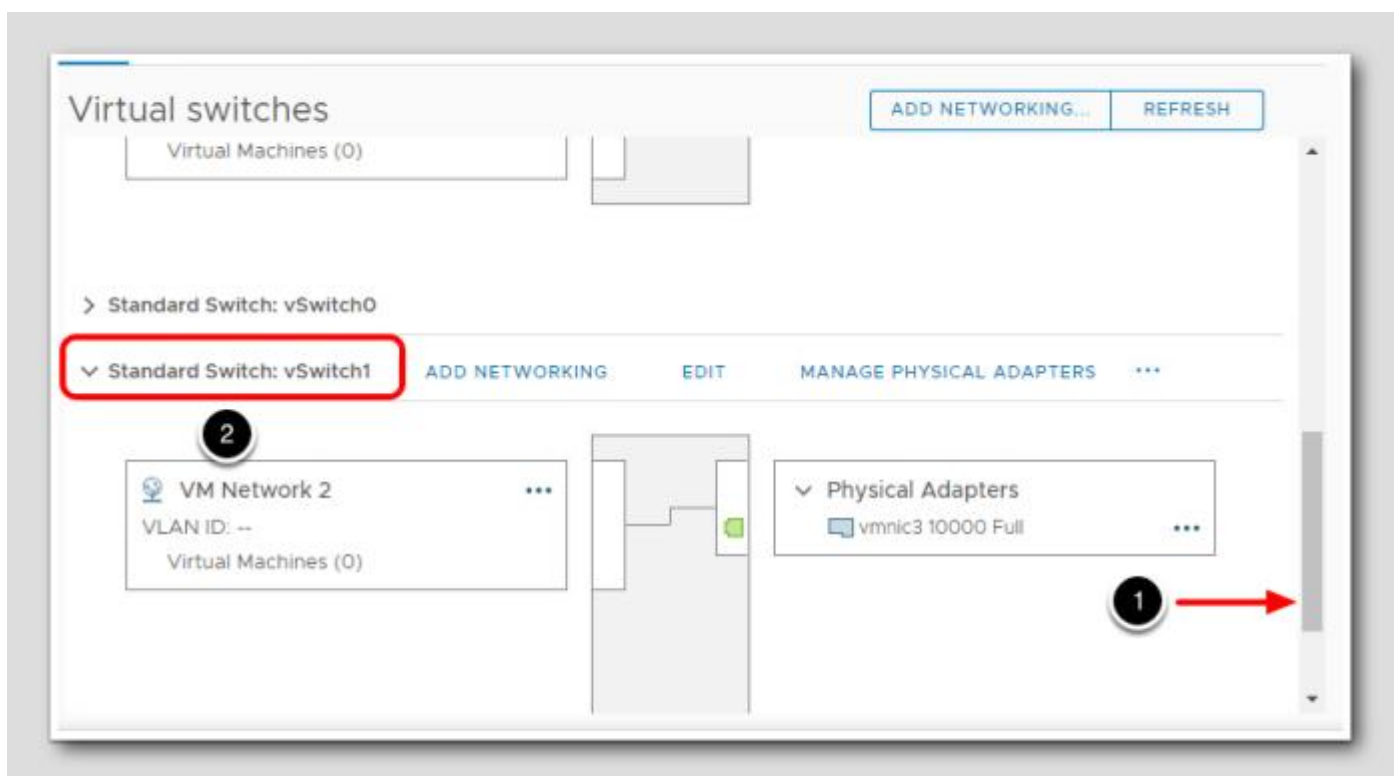 Virtual switches
ADD NETWORKING... REFRESH
Virtual Machines (0)
Standard Switch: vSwitch0
Standard Switch: vSwitch1 ADD NETWORKING EDIT MANAGE PHYSICAL ADAPTERS ...
2
VM Network 2 ...
VLAN ID: --
Virtual Machines (0)
Physical Adapters
vmnic3 10000 Full ...
1